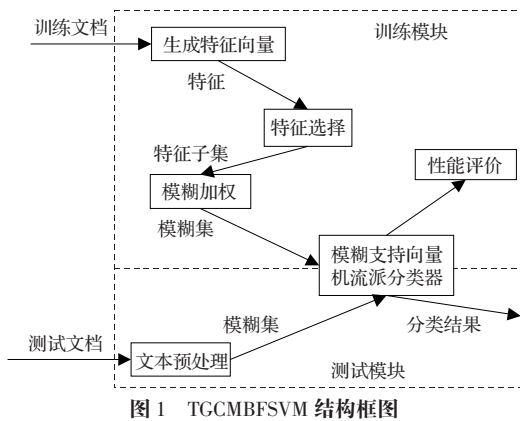 训练文档
生成特征向量
训练模块
特征
特征选择
特征子集
性能评价
模糊加权
模糊集
模糊支持向量
机流派分类器
模糊集
分类结果
测试文档
文本预处理
测试模块
图 1 TGCMBFSVM 结构框图